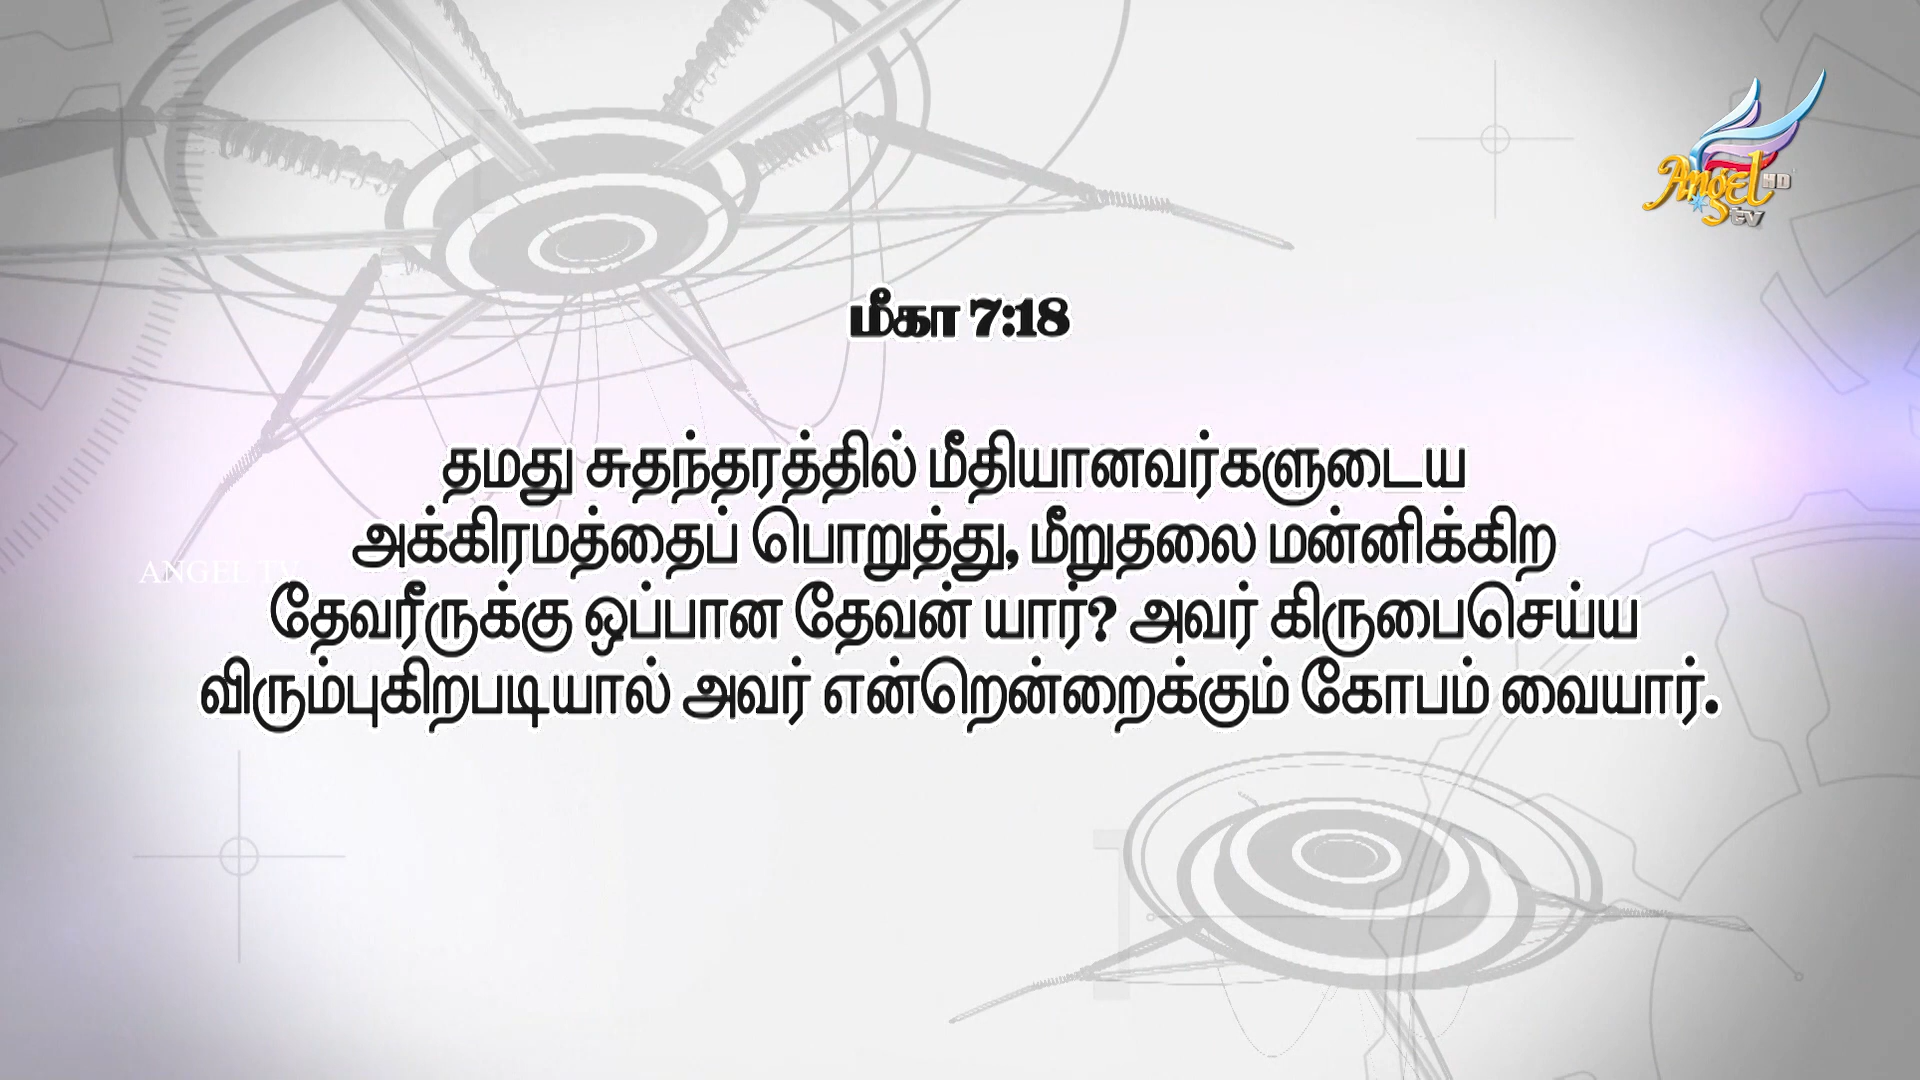 Angel HD
tv
மீகா 7:18
தமது சுதந்தரத்தில் மீதியானவர்களுடைய
அக்கிரமத்தைப் பொறுத்து, மீறுதலை மன்னிக்கிற
ANGEL TV
தேவரீருக்கு ஒப்பான தேவன் யார்? அவர் கிருபைசெய்ய
விரும்புகிறபடியால் அவர் என்றென்றைக்கும் கோபம் வையார்.